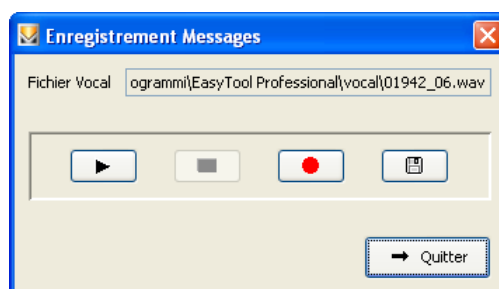 Enregistrement Messages
Fichier Vocal ogrammi\EasyTool Professional\vocal\01942_06.wav
Quitter